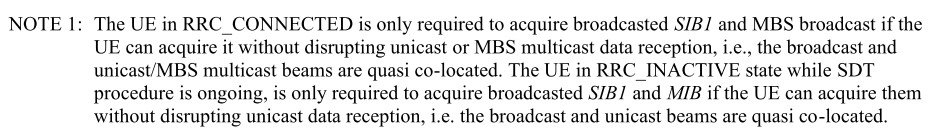 NOTE 1: The UE in RRC_CONNECTED is only required to acquire broadcasted SIB1 and MBS broadcast if the
UE can acquire it without disrupting unicast or MBS multicast data reception, i.e., the broadcast and
unicast/MBS multicast beams are quasi co-located. The UE in RRC_INACTIVE state while SDT
procedure is ongoing, is only required to acquire broadcasted SIB1 and MIB if the UE can acquire them
without disrupting unicast data reception, i.e. the broadcast and unicast beams are quasi co-located.